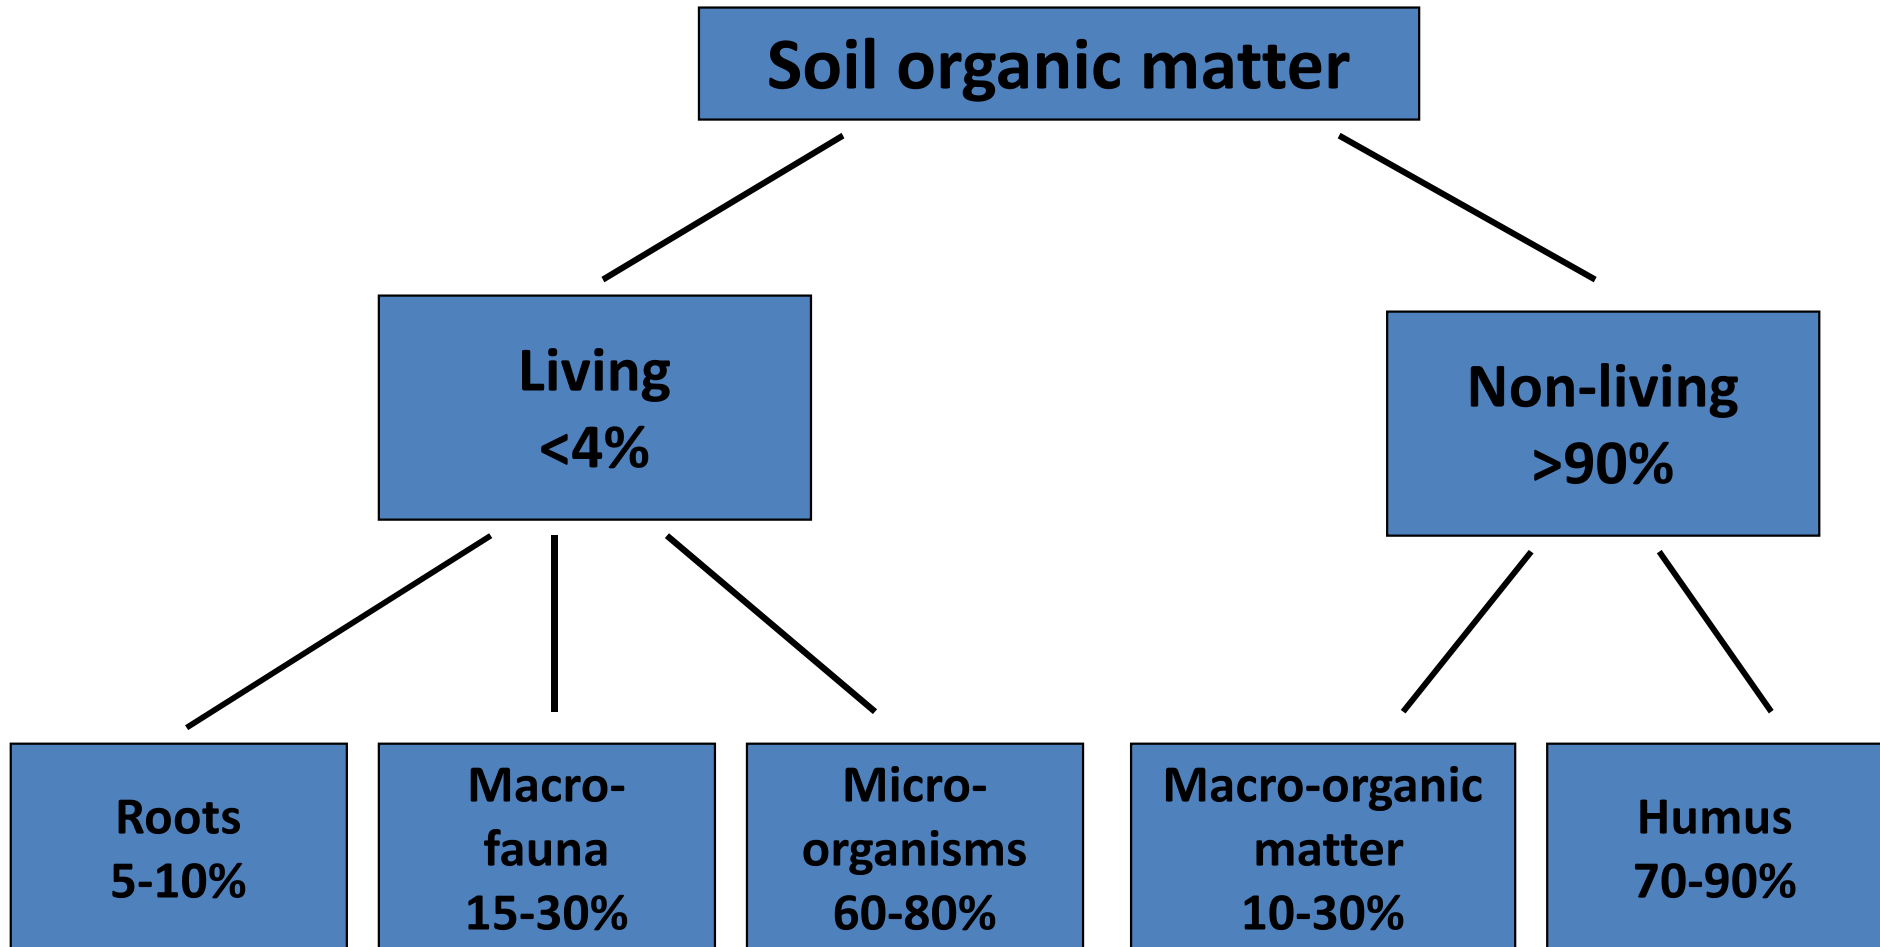 Soil organic matter
Living
<4%
Non-living
>90%
Roots
5-10%
Macro-
fauna
15-30%
Micro-
organisms
60-80%
Macro-organic
matter
10-30%
Humus
70-90%